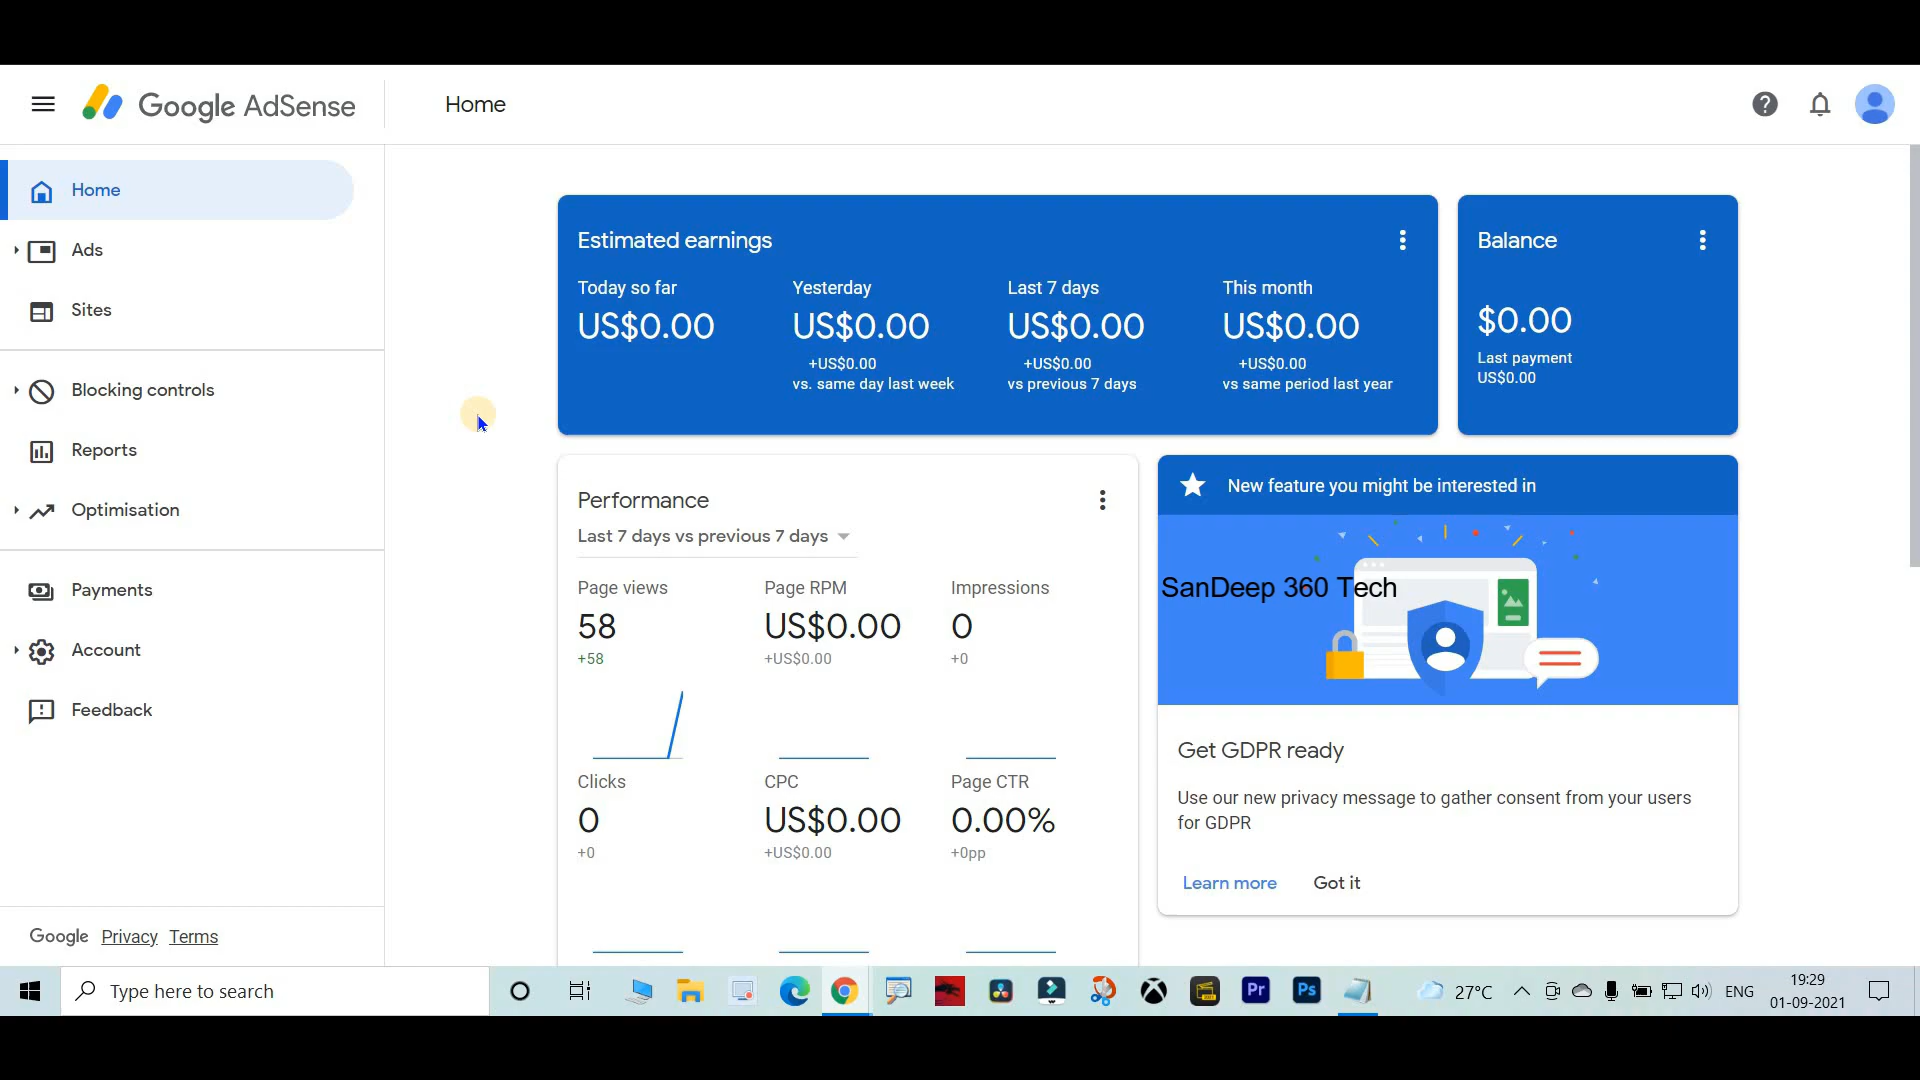 Google AdSense
Home
Home
Ads
Sites
Blocking controls
Reports
Optimisation
Payments
Account
Feedback
Google Privacy Terms
Estimated earnings
Today so far
US$0.00
Yesterday
US$0.00
+US$0.00
vs. same day last week
Last 7 days
US$0.00
+US$0.00
vs previous 7 days
This month
US$0.00
+US$0.00
vs same period last year
Balance
$0.00
Last payment
US$0.00
Performance
Last 7 days vs previous 7 days
Page views
58
+58
Page RPM
US$0.00
+US$0.00
Impressions
0
+0
Clicks
0
+0
CPC
US$0.00
+US$0.00
Page CTR
0.00%
+0pp
New feature you might be interested in
SanDeep 360 Tech
Get GDPR ready
Use our new privacy message to gather consent from your users
for GDPR
Learn more Got it
Type here to search
Pr
Ps
27°C
ENG
19:29
01-09-2021